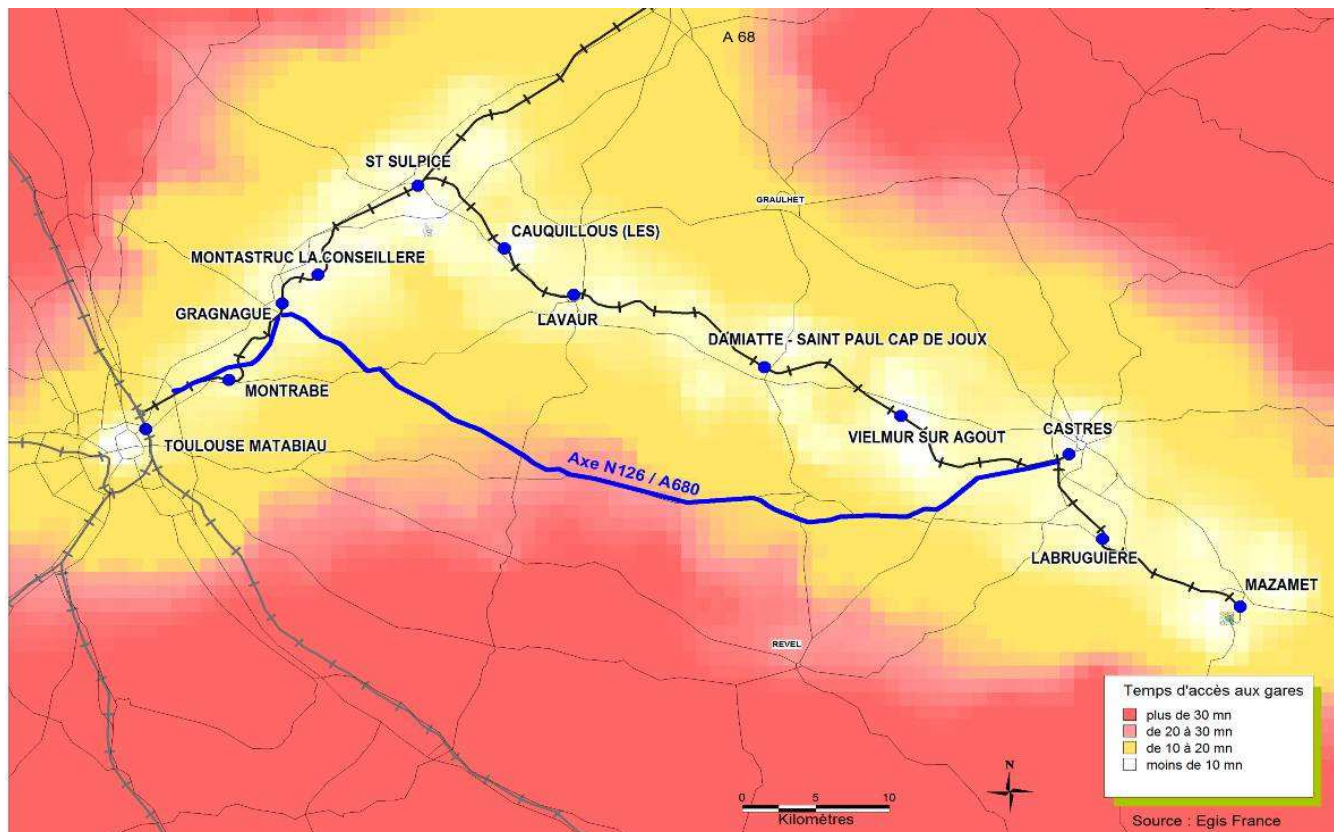 A 68
ST SULPICE
GRAULHET
CAUQUILLOUS (LES)
MONTASTRUC LA CONSEILLERE
GRAGNAGUE
LAVAUR
DAMIATTE - SAINT PAUL CAP DE JOUX
MONTRABE
VIELMUR SUR AGOUT
CASTRES
TOULOUSE MATABIAU
Axe N126 / A680
LABRUGUIERE
MAZAMET
REVEL
Temps d'accès aux gares
plus de 30 mn
de 20 à 30 mn
de 10 à 20 mn
moins de 10 mn
N
0 5 10
Kilomètres
Source : Egis France